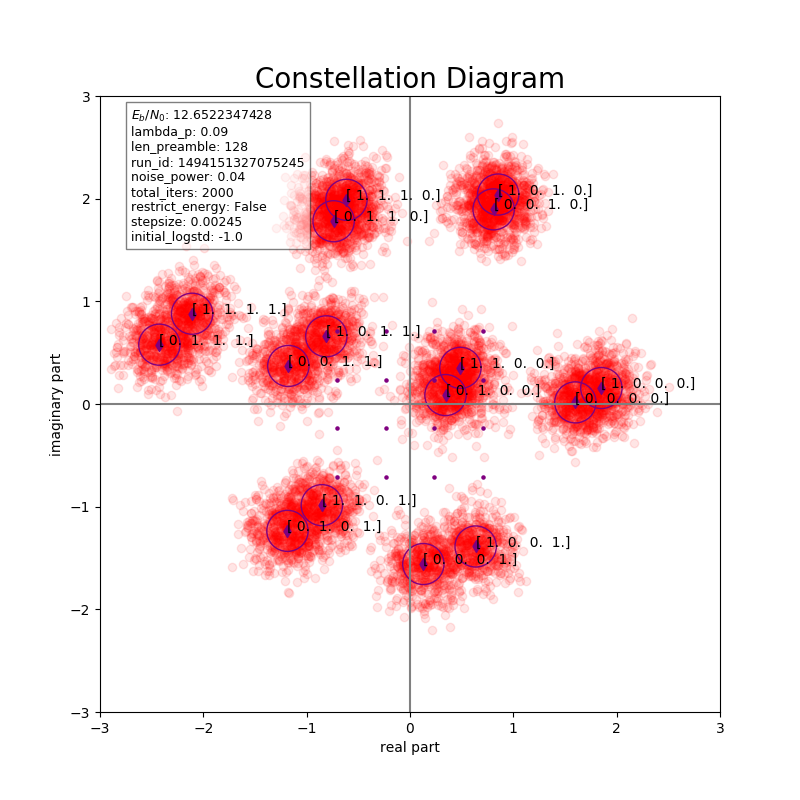 Constellation Diagram
E_b/N_0: 12.6522347428
lambda_p: 0.09
len_preamble: 128
run_id: 1494151327075245
noise_power: 0.04
total_iters: 2000
restrict_energy: False
stepsize: 0.00245
initial_logstd: -1.0
[ 1. 1. 1. 0.]
[ 0. 1. 1. 0.]
[ 1. 0. 1. 0.]
[ 0. 0. 1. 0.]
[ 1. 1. 1. 1.]
[ 0. 1. 1. 1.]
[ 1. 0. 1. 1.]
[ 0. 0. 1. 1.]
[ 1. 1. 0. 0.]
[ 0. 1. 0. 0.]
[ 1. 0. 0. 0.]
[ 0. 0. 0. 0.]
[ 1. 1. 0. 1.]
[ 0. 1. 0. 1.]
[ 1. 0. 0. 1.]
[ 0. 0. 0. 1.]
3
2
1
0
−1
−2
−3
imaginary part
−3 −2 −1 0 1 2 3
real part